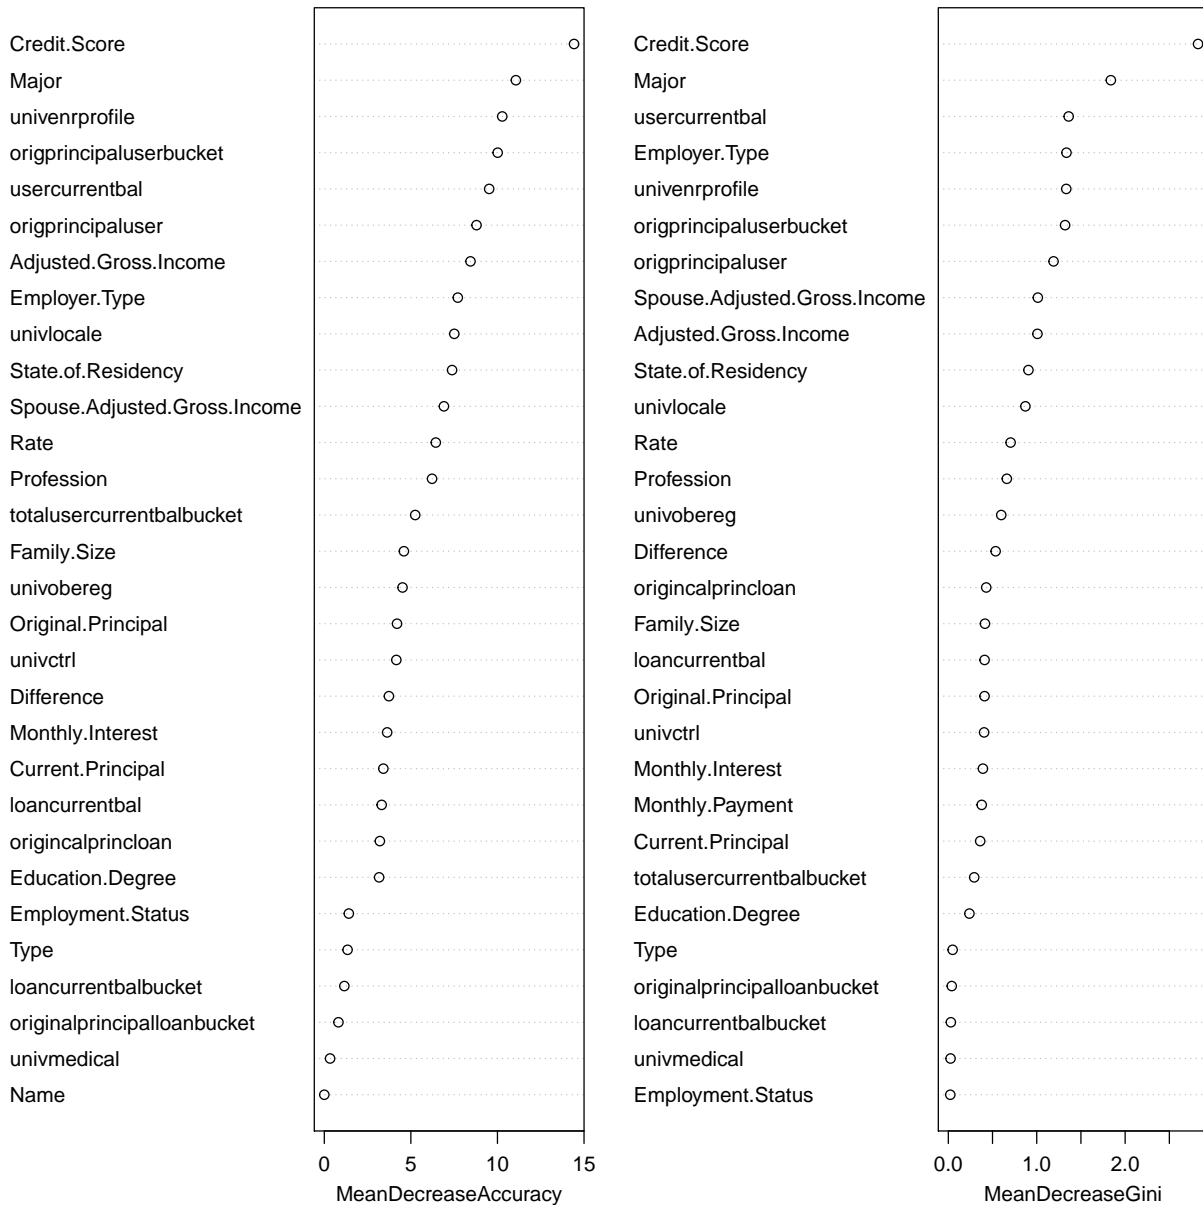 Credit.Score
Major
univenrprofile
origprincipaluserbucket
usercurrentbal
origprincipaluser
Adjusted.Gross.Income
Employer.Type
univlocale
State.of.Residency
Spouse.Adjusted.Gross.Income
Rate
Profession
totalusercurrentbalbucket
Family.Size
univobereg
Original.Principal
univctrl
Difference
Monthly.Interest
Current.Principal
loancurrentbal
origincalprincloan
Education.Degree
Employment.Status
Type
loancurrentbalbucket
originalprincipalloanbucket
univmedical
Name
0 5 10 15
MeanDecreaseAccuracy
Credit.Score
Major
usercurrentbal
Employer.Type
univenrprofile
origprincipaluserbucket
origprincipaluser
Spouse.Adjusted.Gross.Income
Adjusted.Gross.Income
State.of.Residency
univlocale
Rate
Profession
univobereg
Difference
origincalprincloan
Family.Size
loancurrentbal
Original.Principal
univctrl
Monthly.Interest
Monthly.Payment
Current.Principal
totalusercurrentbalbucket
Education.Degree
Type
originalprincipalloanbucket
loancurrentbalbucket
univmedical
Employment.Status
0.0 1.0 2.0
MeanDecreaseGini